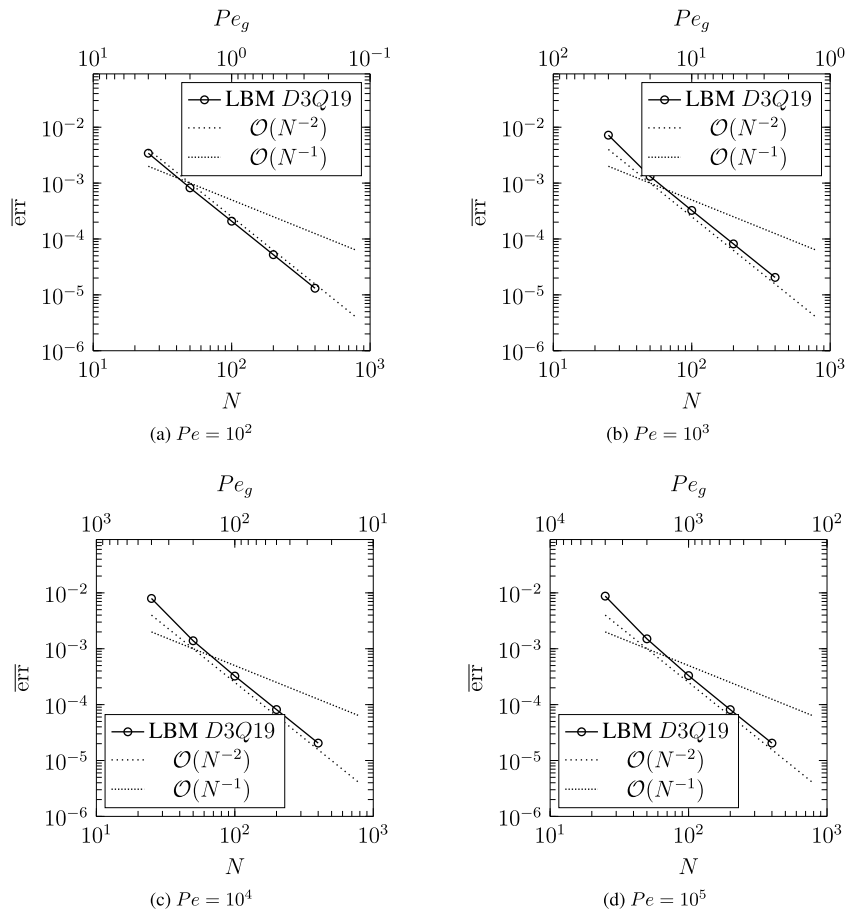 Pe_g
10^1 10^0 10^-1
LBM D3Q19
O(N^-2)
O(N^-1)
10^-2
10^-3
10^-4
10^-5
10^-6
err
10^1 10^2 10^3
N
(a) Pe = 10^2
Pe_g
10^2 10^1 10^0
LBM D3Q19
O(N^-2)
O(N^-1)
10^-2
10^-3
10^-4
10^-5
10^-6
err
10^1 10^2 10^3
N
(b) Pe = 10^3
Pe_g
10^3 10^2 10^1
10^-2
10^-3
10^-4
10^-5
10^-6
err
LBM D3Q19
O(N^-2)
O(N^-1)
10^1 10^2 10^3
N
(c) Pe = 10^4
Pe_g
10^4 10^3 10^2
10^-2
10^-3
10^-4
10^-5
10^-6
err
LBM D3Q19
O(N^-2)
O(N^-1)
10^1 10^2 10^3
N
(d) Pe = 10^5